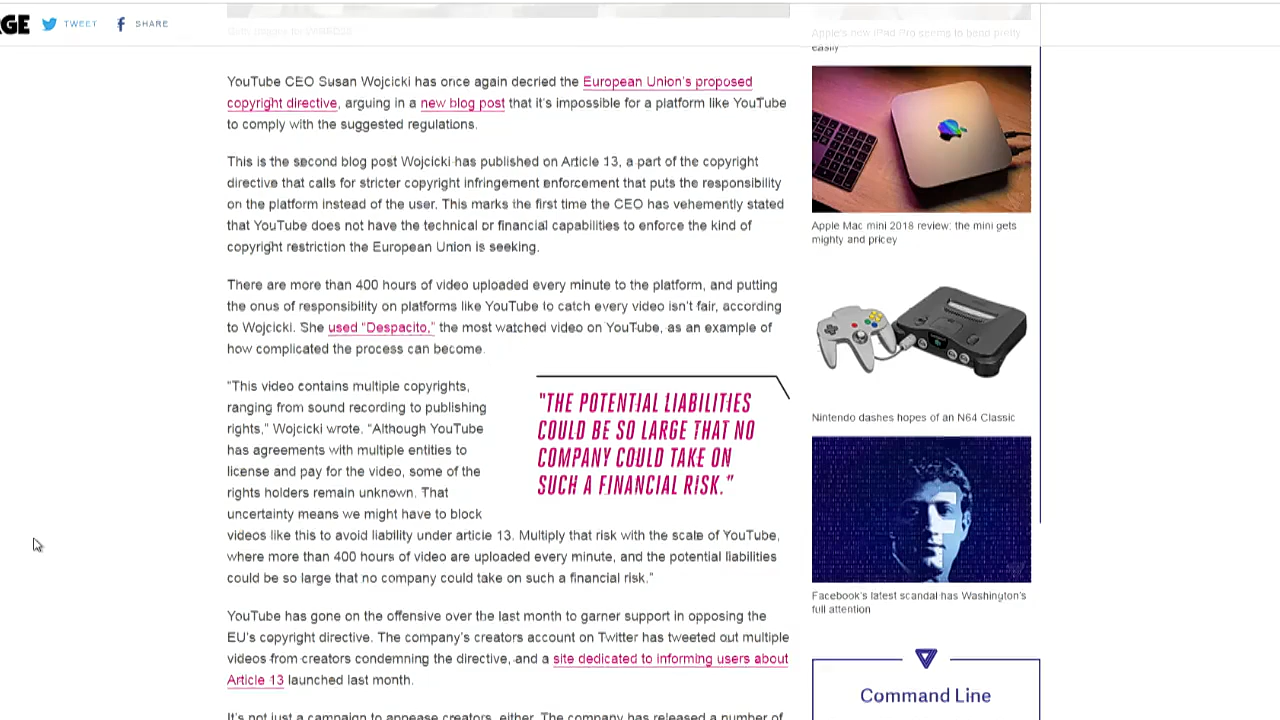 RGE
TWEET
SHARE
Apple's new iPad Pro seems to bend pretty
easily
YouTube CEO Susan Wojcicki has once again decried the European Union's proposed
copyright directive, arguing in a new blog post that it's impossible for a platform like YouTube
to comply with the suggested regulations.
This is the second blog post Wojcicki has published on Article 13, a part of the copyright
directive that calls for stricter copyright infringement enforcement that puts the responsibility
on the platform instead of the user. This marks the first time the CEO has vehemently stated
that YouTube does not have the technical or financial capabilities to enforce the kind of
copyright restriction the European Union is seeking.
There are more than 400 hours of video uploaded every minute to the platform, and putting
the onus of responsibility on platforms like YouTube to catch every video isn't fair, according
to Wojcicki. She used "Despacito," the most watched video on YouTube, as an example of
how complicated the process can become.
"This video contains multiple copyrights,
ranging from sound recording to publishing
rights," Wojcicki wrote. "Although YouTube
has agreements with multiple entities to
license and pay for the video, some of the
rights holders remain unknown. That
uncertainty means we might have to block
videos like this to avoid liability under article 13. Multiply that risk with the scale of YouTube,
where more than 400 hours of video are uploaded every minute, and the potential liabilities
could be so large that no company could take on such a financial risk."
"THE POTENTIAL LIABILITIES
COULD BE SO LARGE THAT NO
COMPANY COULD TAKE ON
SUCH A FINANCIAL RISK."
YouTube has gone on the offensive over the last month to garner support in opposing the
EU's copyright directive. The company's creators account on Twitter has tweeted out multiple
videos from creators condemning the directive, and a site dedicated to informing users about
Article 13 launched last month.
It's not just a campaign to appease creators, either. The company has released a number of
Apple Mac mini 2018 review: the mini gets
mighty and pricey
Nintendo dashes hopes of an N64 Classic
Facebook's latest scandal has Washington's
full attention
Command Line